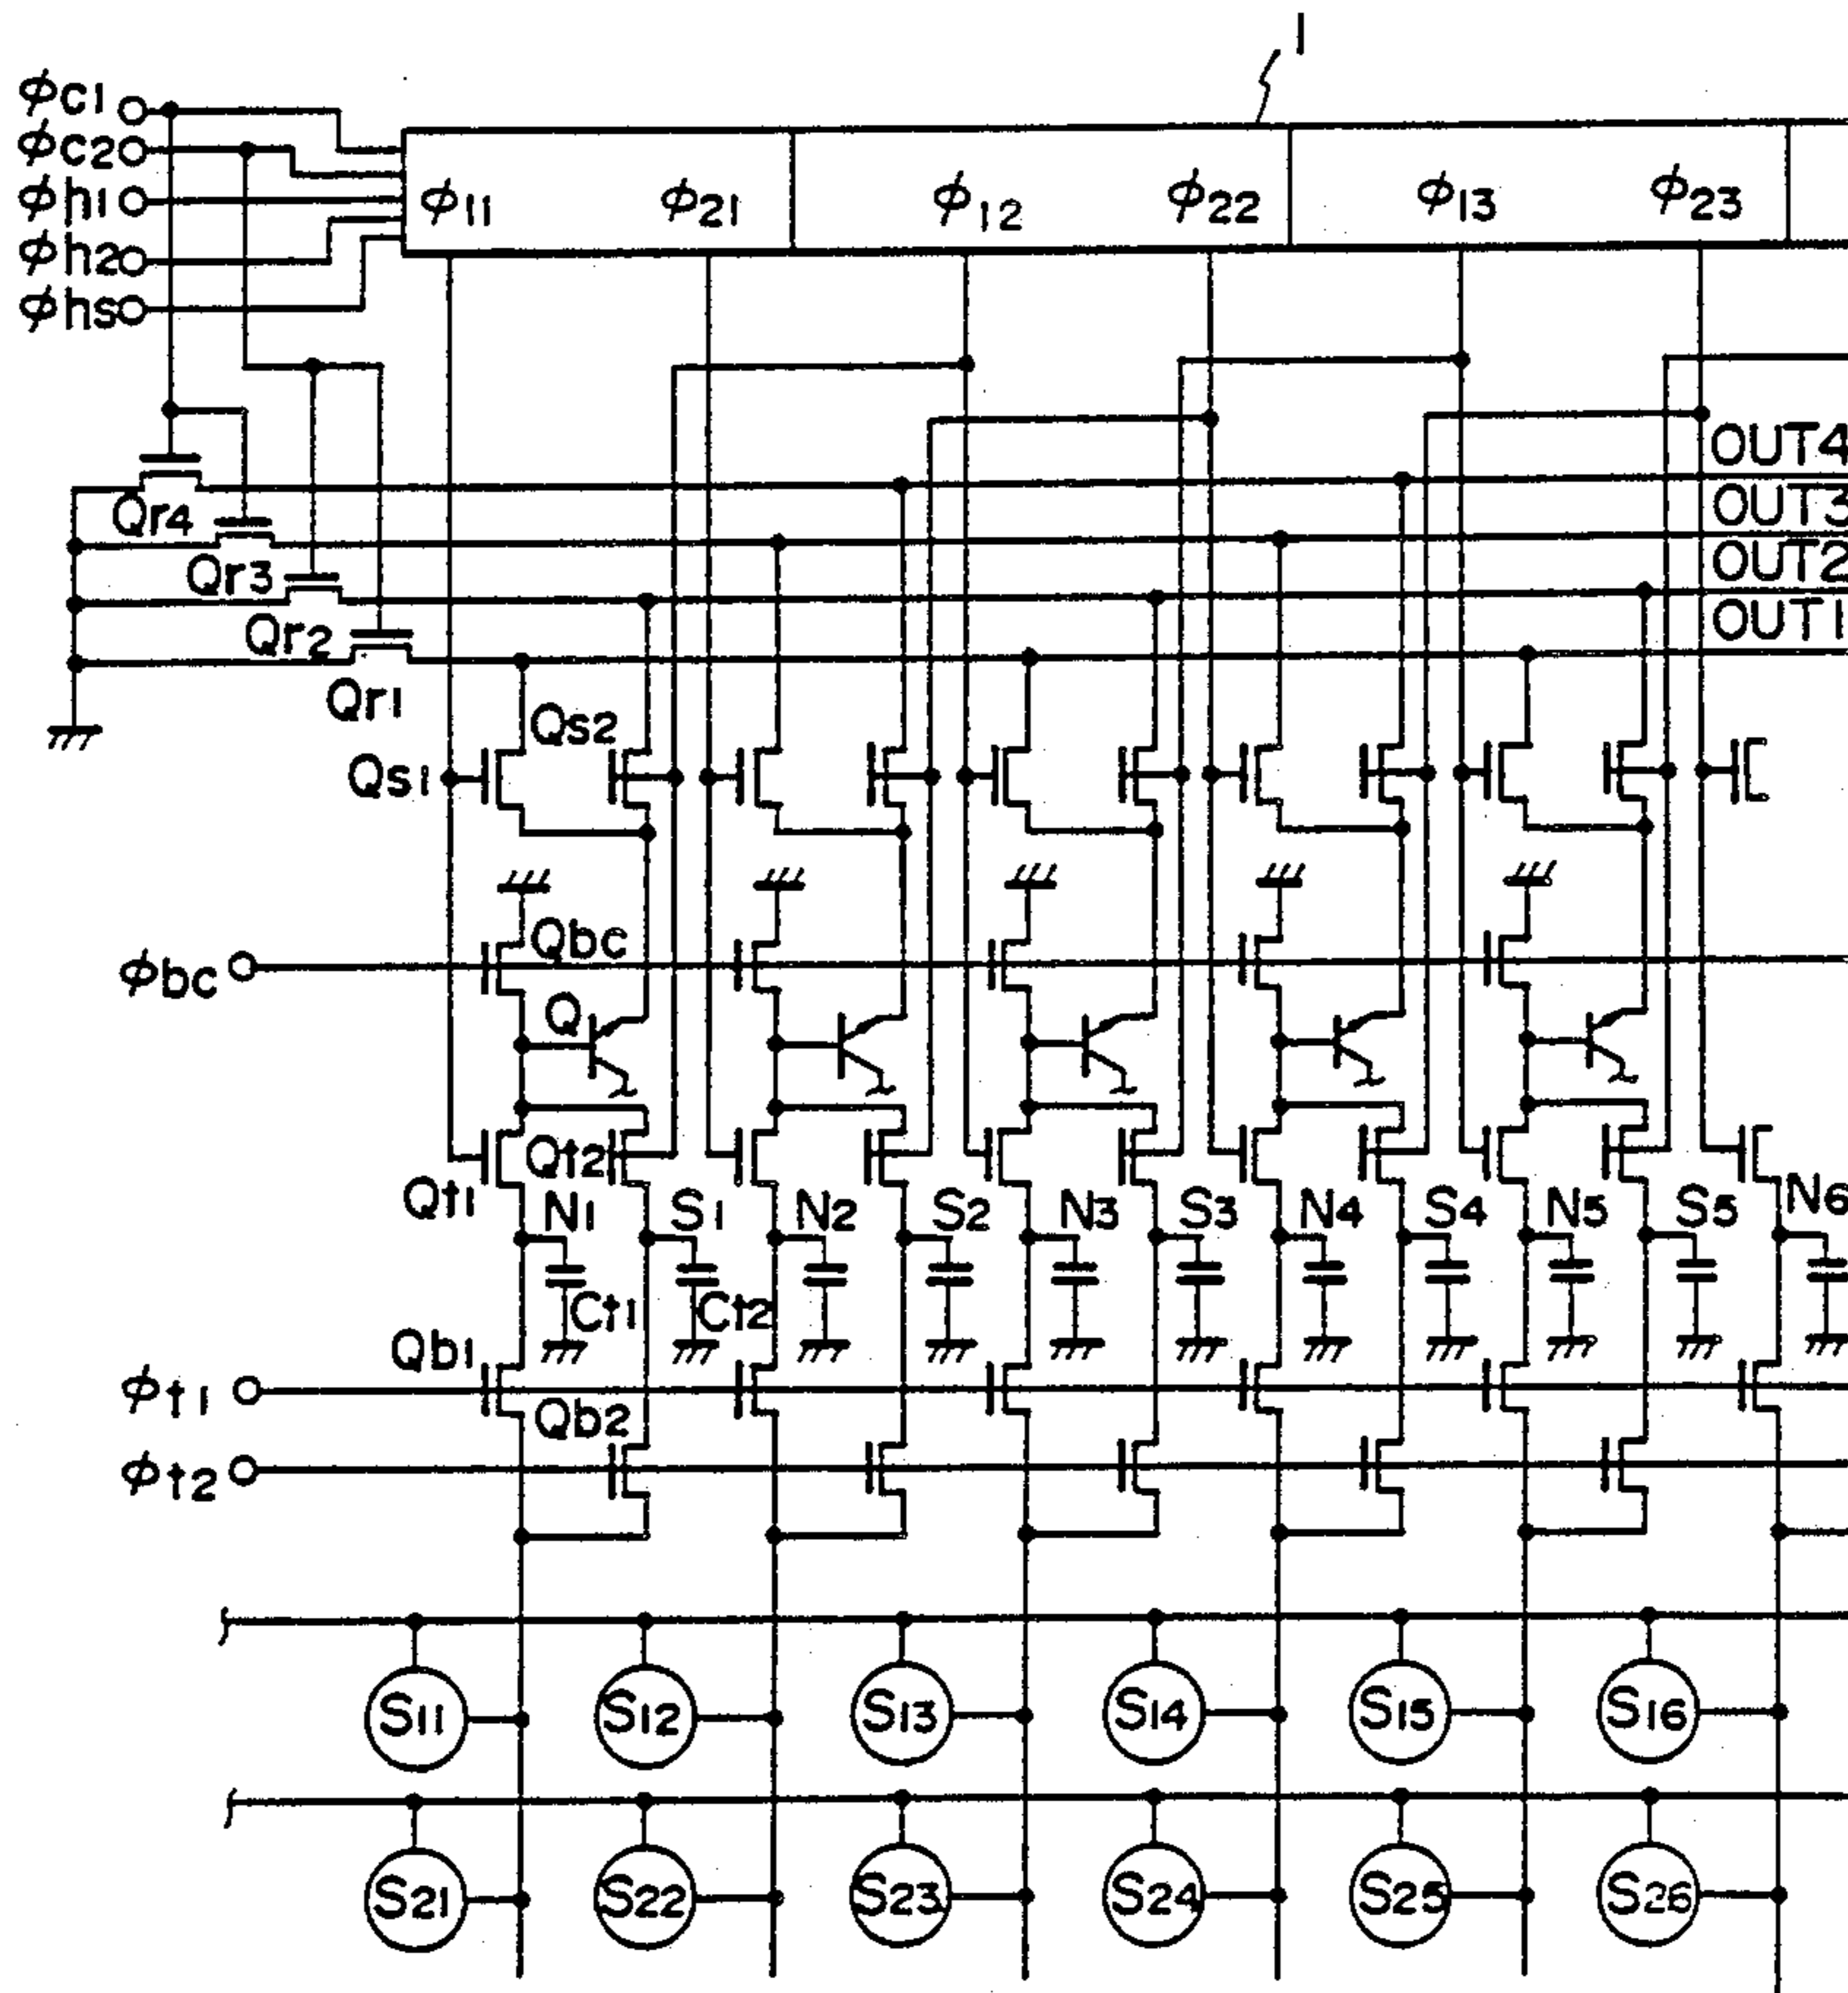 1
ϕc1
ϕc2
ϕh1
ϕh2
ϕhs
ϕ11 ϕ21 ϕ12 ϕ22 ϕ13 ϕ23
OUT4
OUT3
OUT2
OUT1
Qr4
Qr3
Qr2
Qr1
Qs2
Qs1
Qbc
ϕbc
Q
Qt2
Qt1
N1 S1 N2 S2 N3 S3 N4 S4 N5 S5 N6
Ct1 Ct2
Qb1
ϕt1
Qb2
ϕt2
S11 S12 S13 S14 S15 S16
S21 S22 S23 S24 S25 S26